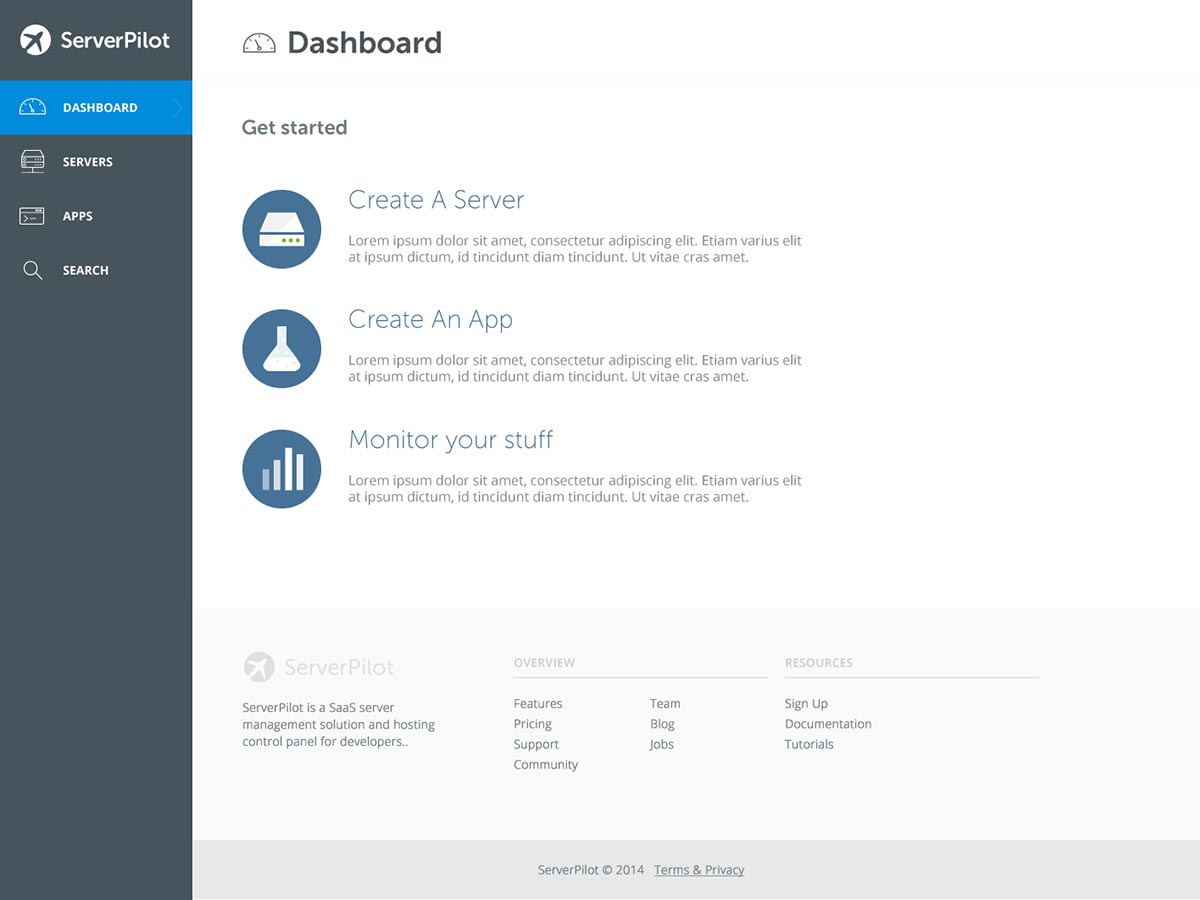 ServerPilot
DASHBOARD
SERVERS
APPS
SEARCH
Dashboard
Get started
Create A Server
Lorem ipsum dolor sit amet, consectetur adipiscing elit. Etiam varius elit
at ipsum dictum, id tincidunt diam tincidunt. Ut vitae cras amet.
Create An App
Lorem ipsum dolor sit amet, consectetur adipiscing elit. Etiam varius elit
at ipsum dictum, id tincidunt diam tincidunt. Ut vitae cras amet.
Monitor your stuff
Lorem ipsum dolor sit amet, consectetur adipiscing elit. Etiam varius elit
at ipsum dictum, id tincidunt diam tincidunt. Ut vitae cras amet.
ServerPilot
ServerPilot is a SaaS server
management solution and hosting
control panel for developers..
OVERVIEW
Features
Pricing
Support
Community
Team
Blog
Jobs
RESOURCES
Sign Up
Documentation
Tutorials
ServerPilot © 2014 Terms & Privacy